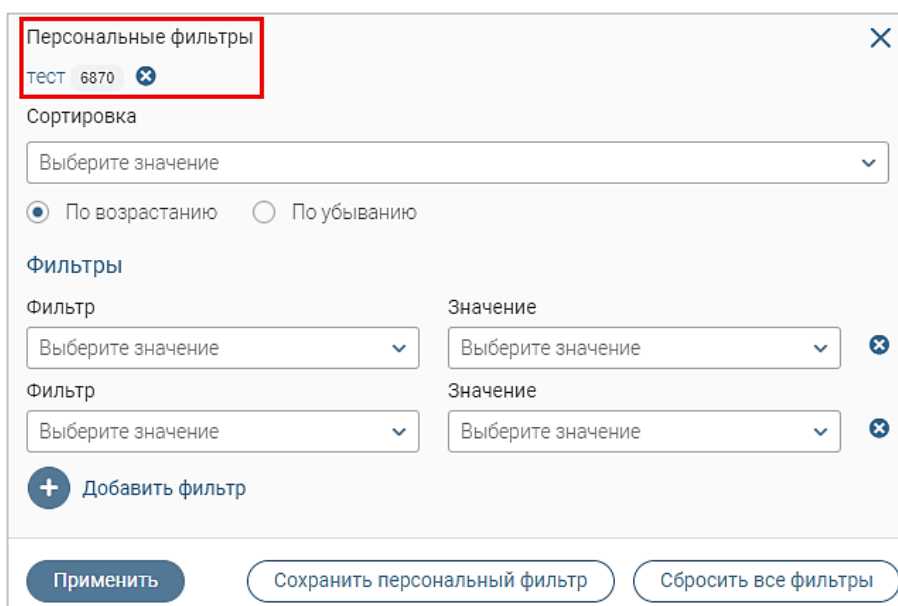 Персональные фильтры
тест 6870
Сортировка
Выберите значение
По возрастанию По убыванию
Фильтры
Фильтр Значение
Выберите значение Выберите значение
Фильтр Значение
Выберите значение Выберите значение
Добавить фильтр
Применить Сохранить персональный фильтр Сбросить все фильтры